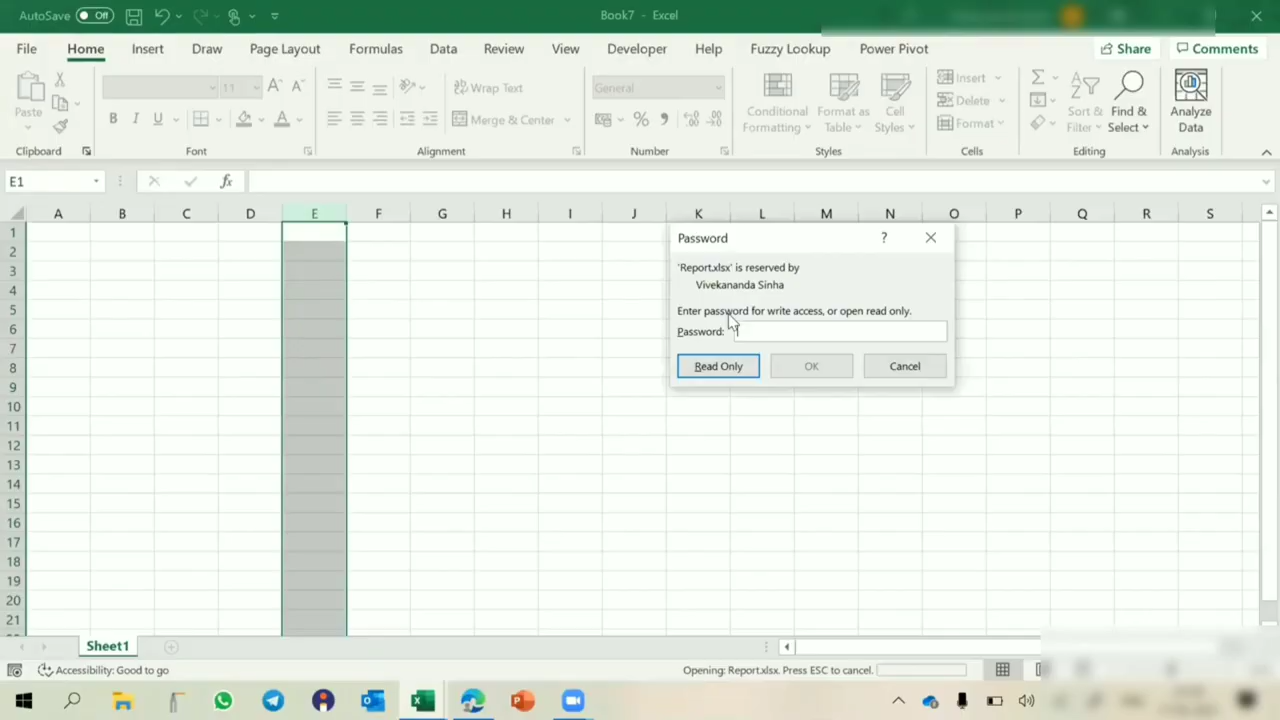 AutoSave Off
Book7 - Excel
File Home Insert Draw Page Layout Formulas Data Review View Developer Help Fuzzy Lookup Power Pivot Share Comments
Paste
Clipboard
11
B I U
Font
Wrap Text
Merge & Center
Alignment
General
Number
Conditional Formatting
Format as Table
Cell Styles
Styles
Insert
Delete
Format
Cells
Sort & Filter
Find & Select
Editing
Analyze Data
Analysis
E1
fx
A B C D E F G H I J K L M N O P Q R S
1
2
3
4
5
6
7
8
9
10
11
12
13
14
15
16
17
18
19
20
21
Password ?
'Report.xlsx' is reserved by
Vivekananda Sinha
Enter password for write access, or open read only.
Password:
Read Only OK Cancel
Sheet1
Accessibility: Good to go
Opening: Report.xlsx. Press ESC to cancel.